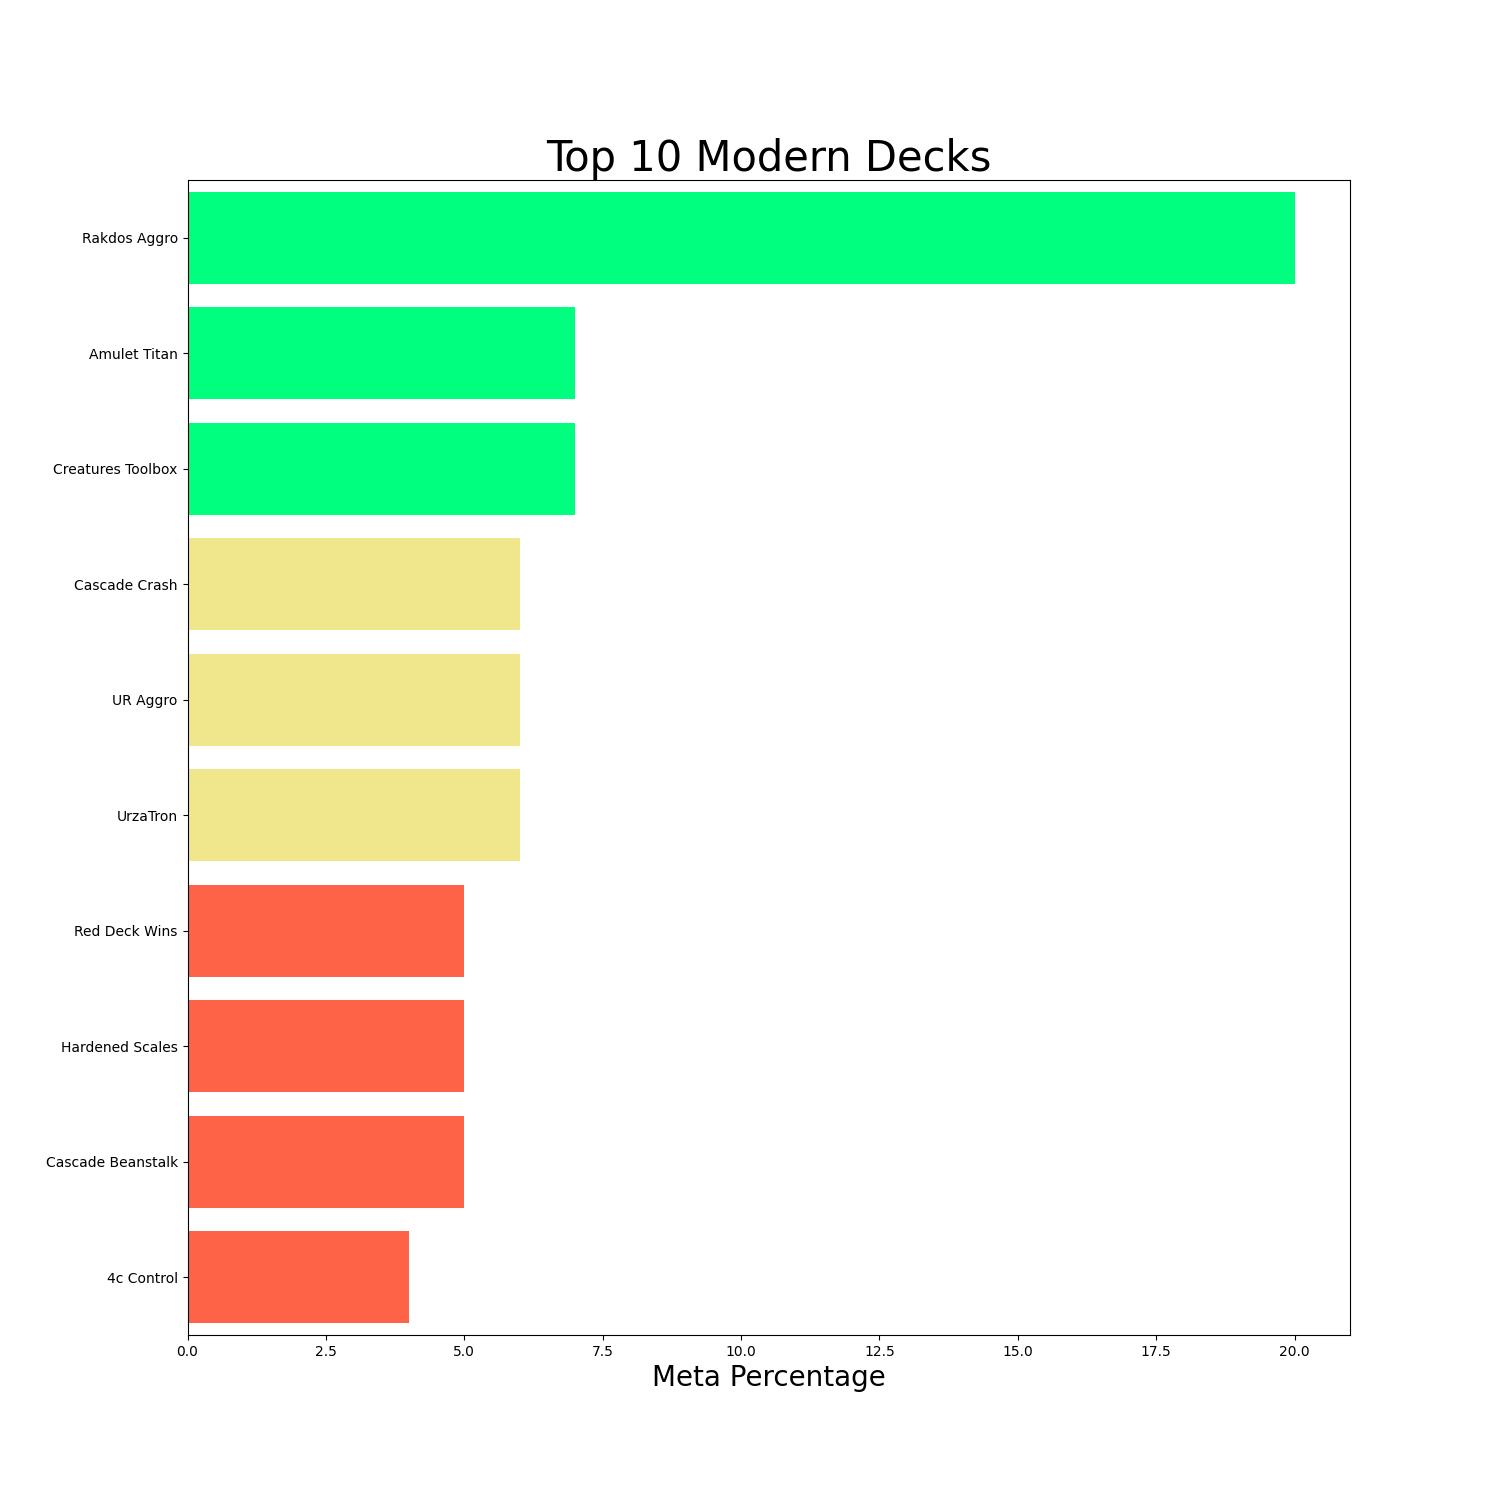 Top 10 Modern Decks
Rakdos Aggro
Amulet Titan
Creatures Toolbox
Cascade Crash
UR Aggro
UrzaTron
Red Deck Wins
Hardened Scales
Cascade Beanstalk
4c Control
0.0 2.5 5.0 7.5 10.0 12.5 15.0 17.5 20.0
Meta Percentage